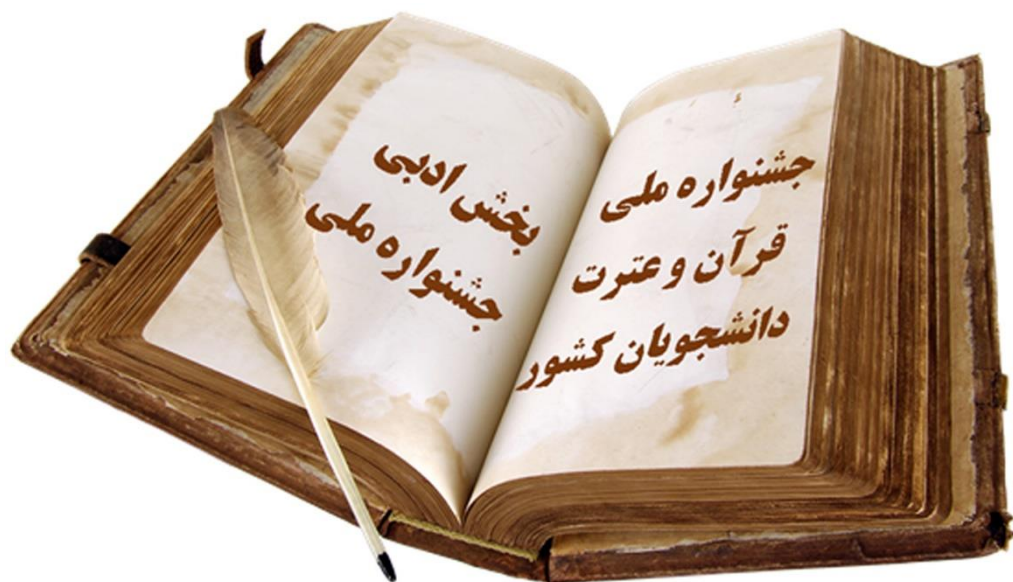 جشنواره ملی
قرآن و عترت
دانشجویان کشور
بخش ادبی
جشنواره ملی